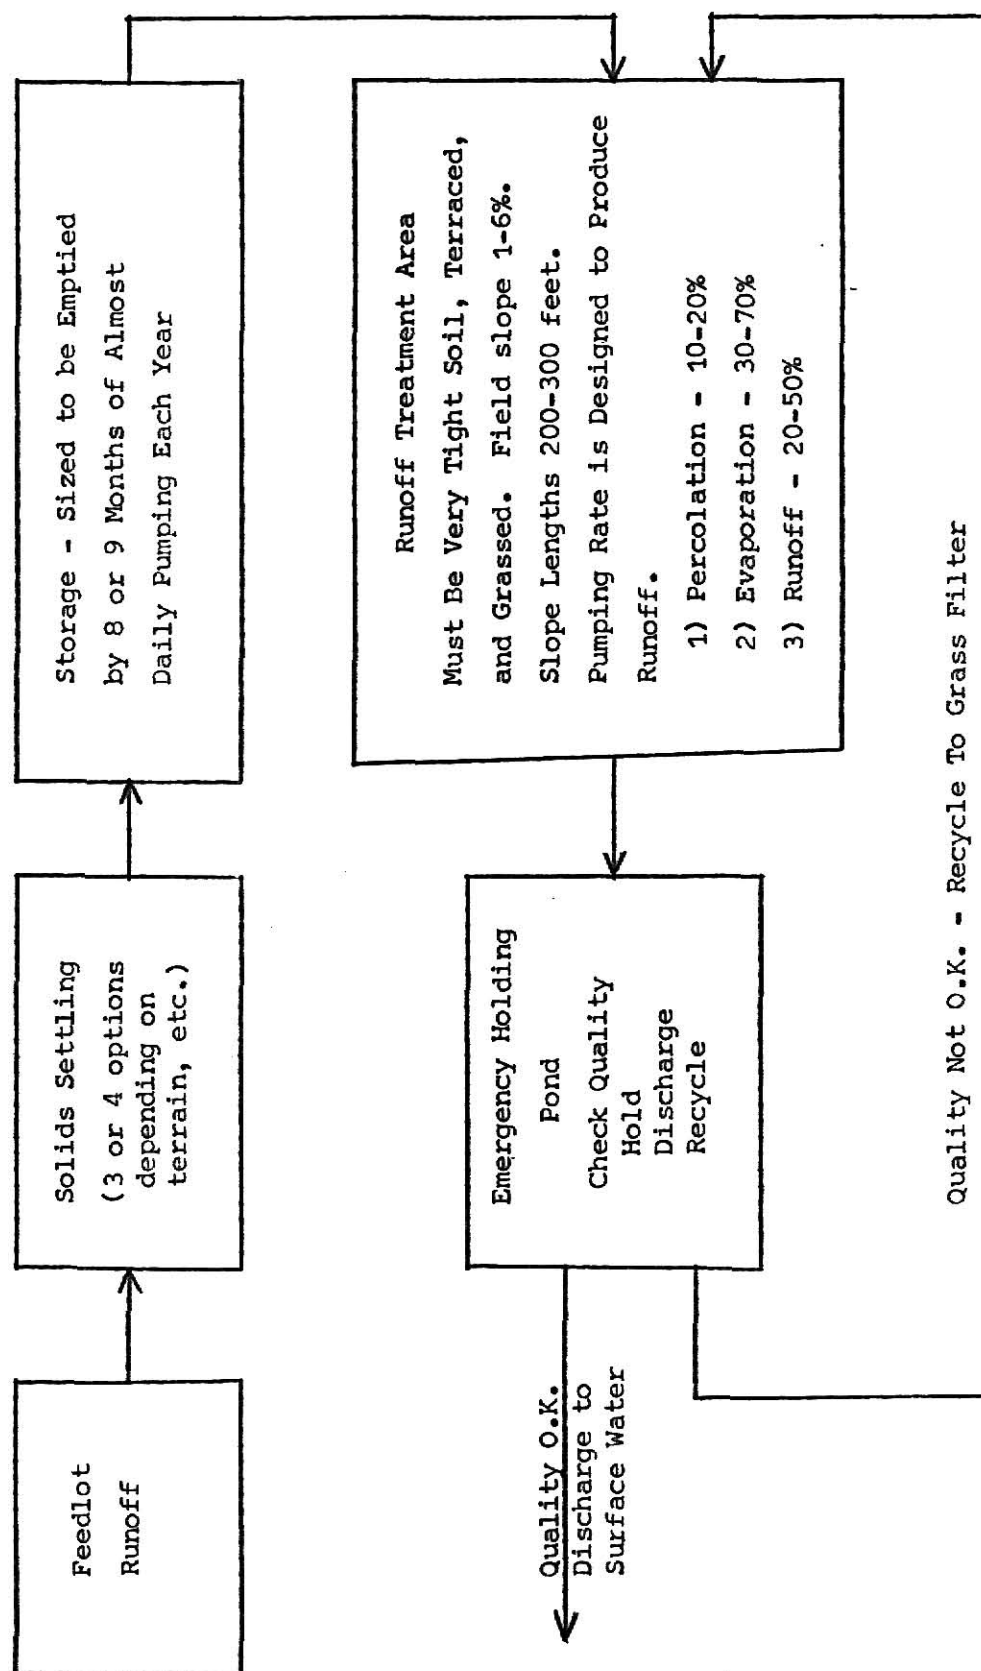 Feedlot
Runoff
Solids Settling
(3 or 4 options
depending on
terrain, etc.)
Storage - Sized to be Emptied
by 8 or 9 Months of Almost
Daily Pumping Each Year
Runoff Treatment Area
Must Be Very Tight Soil, Terraced,
and Grassed. Field slope 1-6%.
Slope Lengths 200-300 feet.
Pumping Rate is Designed to Produce
Runoff.
1) Percolation - 10-20%
2) Evaporation - 30-70%
3) Runoff - 20-50%
Emergency Holding
Pond
Check Quality
Hold
Discharge
Recycle
Quality O.K.
Discharge to
Surface Water
Quality Not O.K. - Recycle To Grass Filter